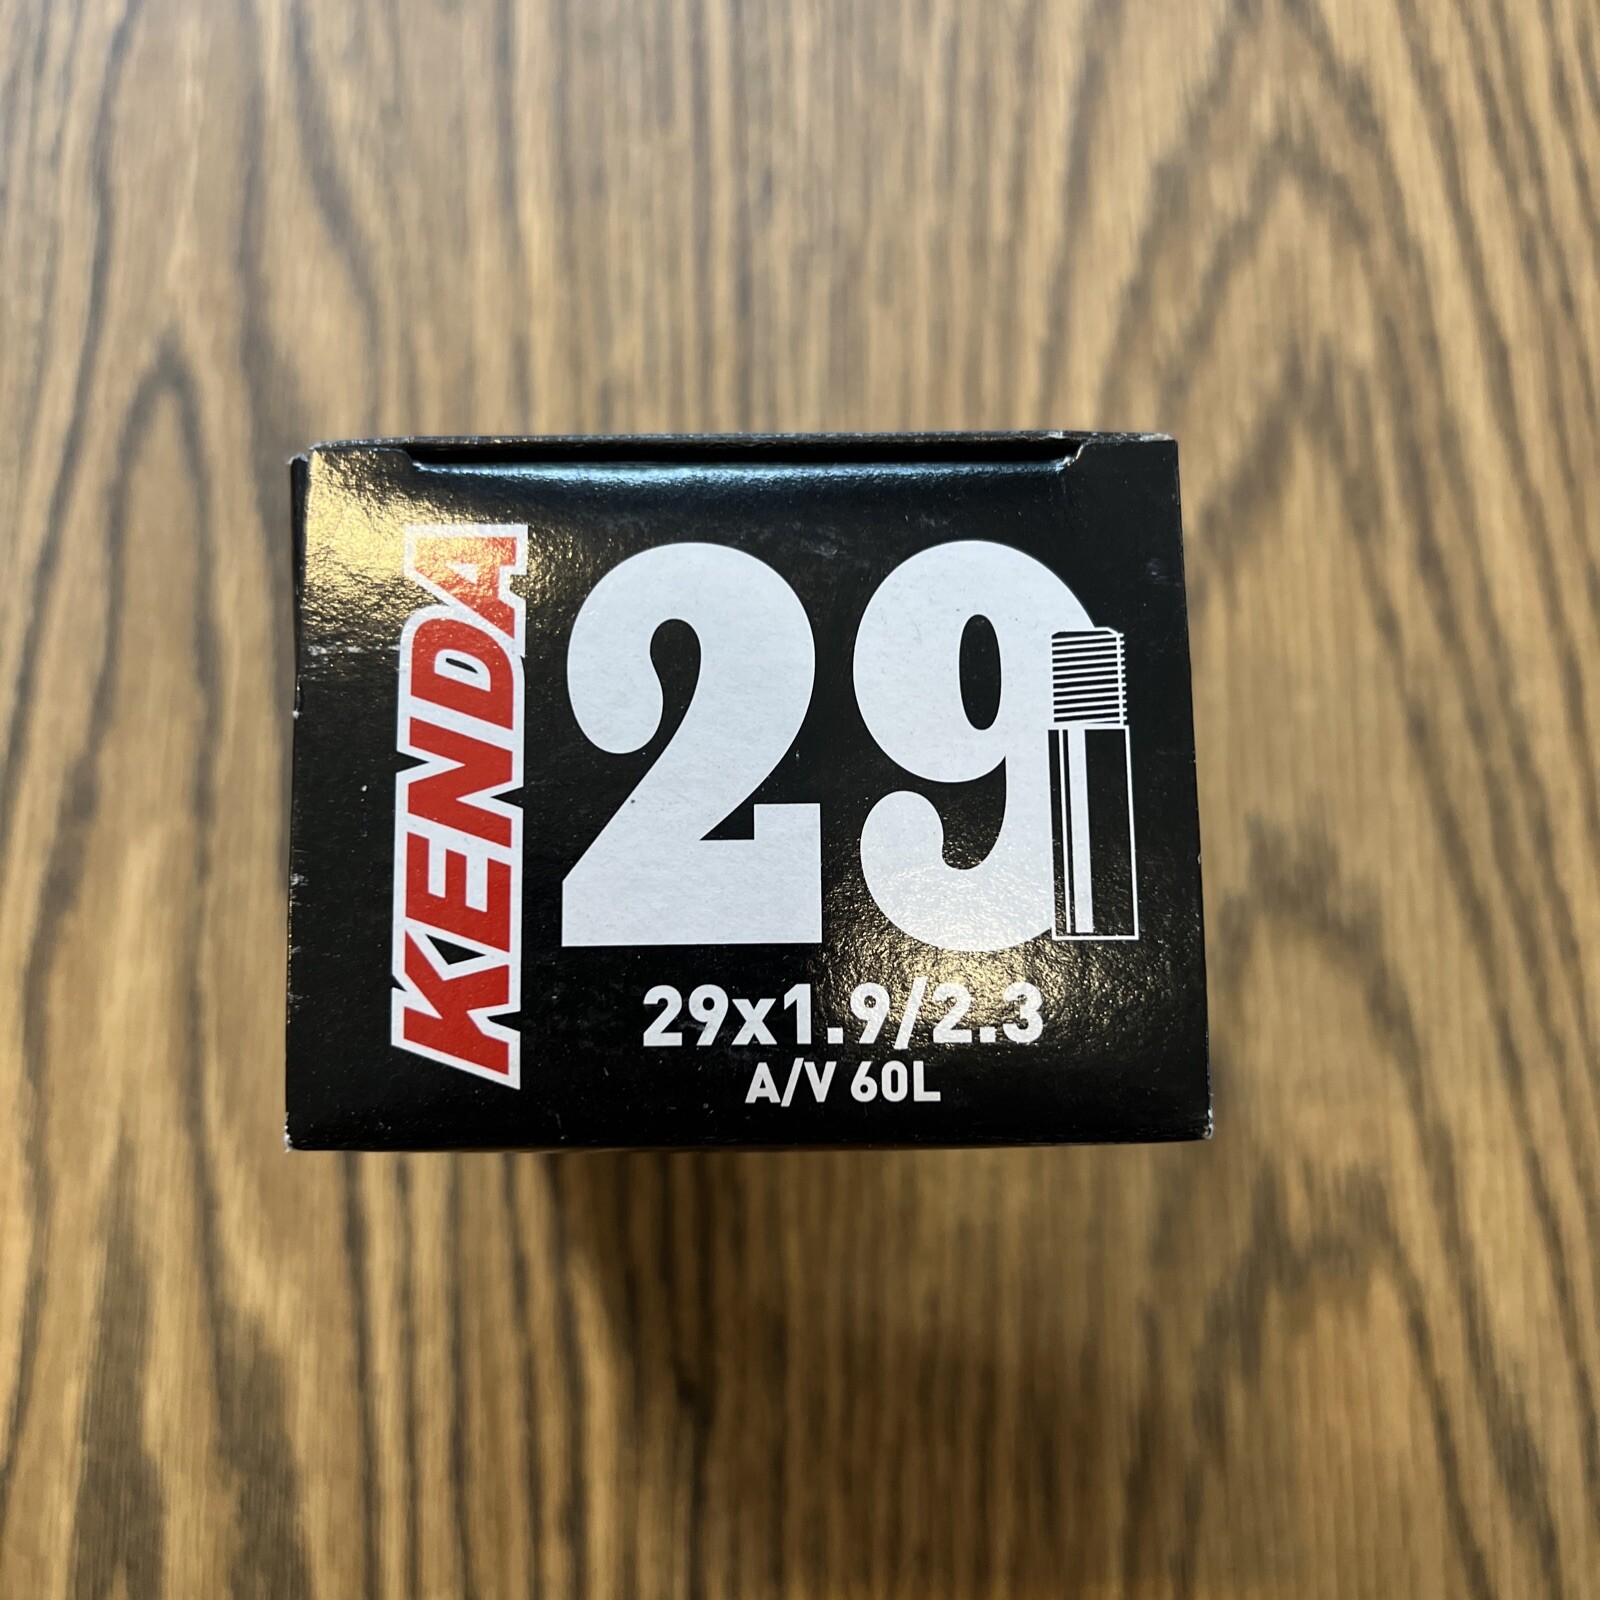 KENDA
29
29x1.9/2.3
A/V 60L